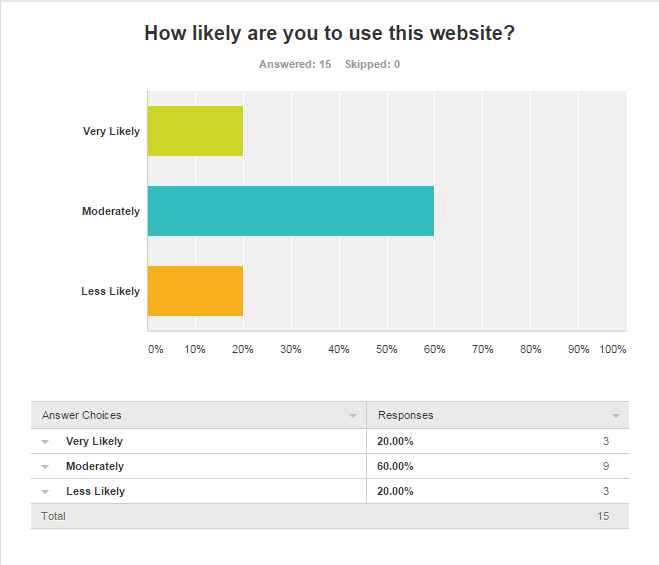 How likely are you to use this website?
Answered: 15 Skipped: 0
Very Likely
Moderately
Less Likely
0% 10% 20% 30% 40% 50% 60% 70% 80% 90% 100%
Answer Choices Responses
Very Likely 20.00% 3
Moderately 60.00% 9
Less Likely 20.00% 3
Total 15